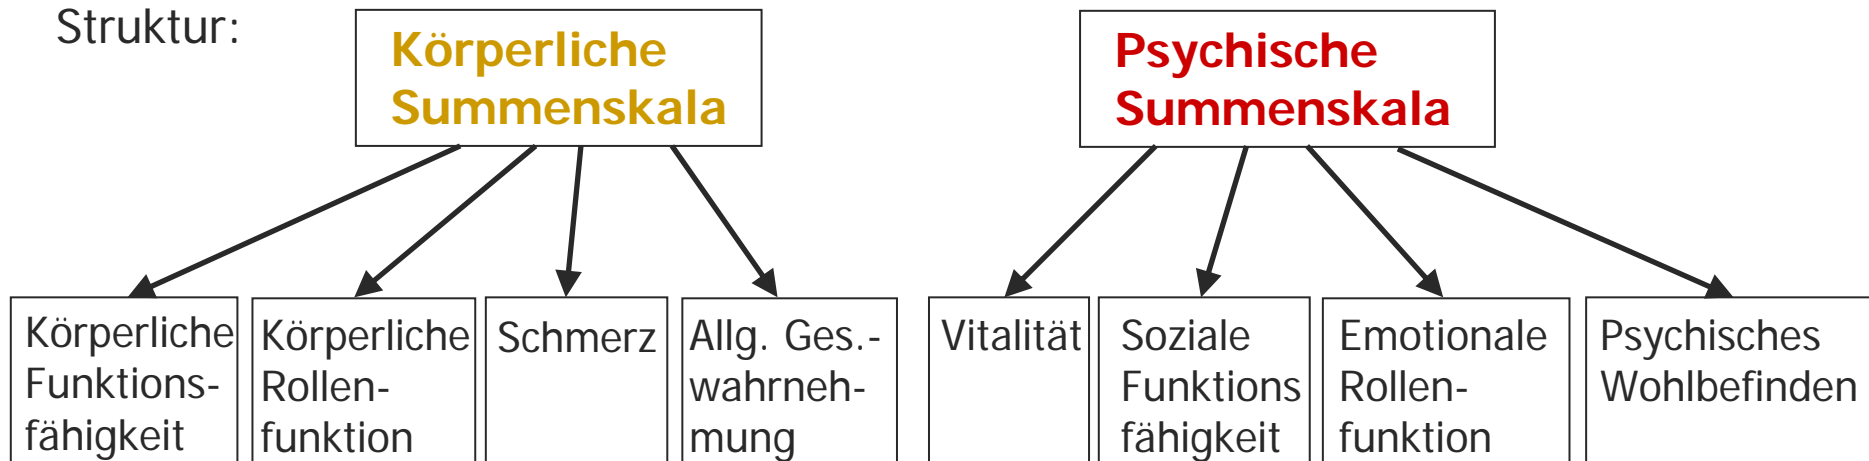 Struktur:
Körperliche
Summenskala
Psychische
Summenskala
Körperliche
Funktions-
fähigkeit
Körperliche
Rollen-
funktion
Schmerz
Allg. Ges.-
wahrneh-
mung
Vitalität
Soziale
Funktions
fähigkeit
Emotionale
Rollen-
funktion
Psychisches
Wohlbefinden